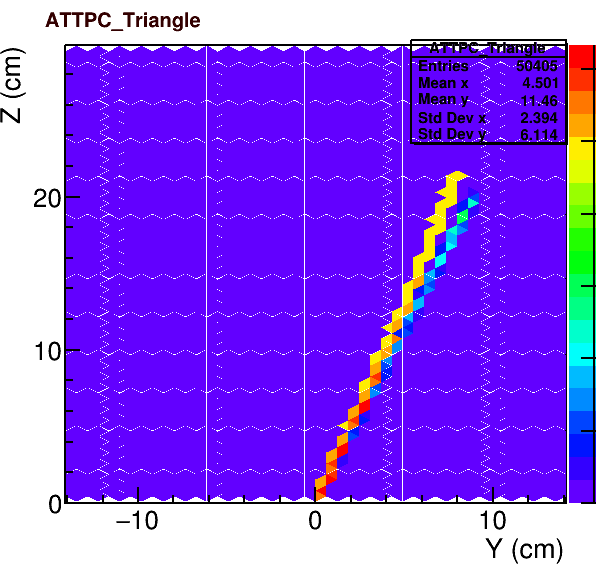 ATTPC_Triangle
ATTPC_Triangle
Entries 50405
Mean x 4.501
Mean y 11.46
Std Dev x 2.394
Std Dev y 6.114
Z (cm)
20
10
0
−10 0 10
Y (cm)